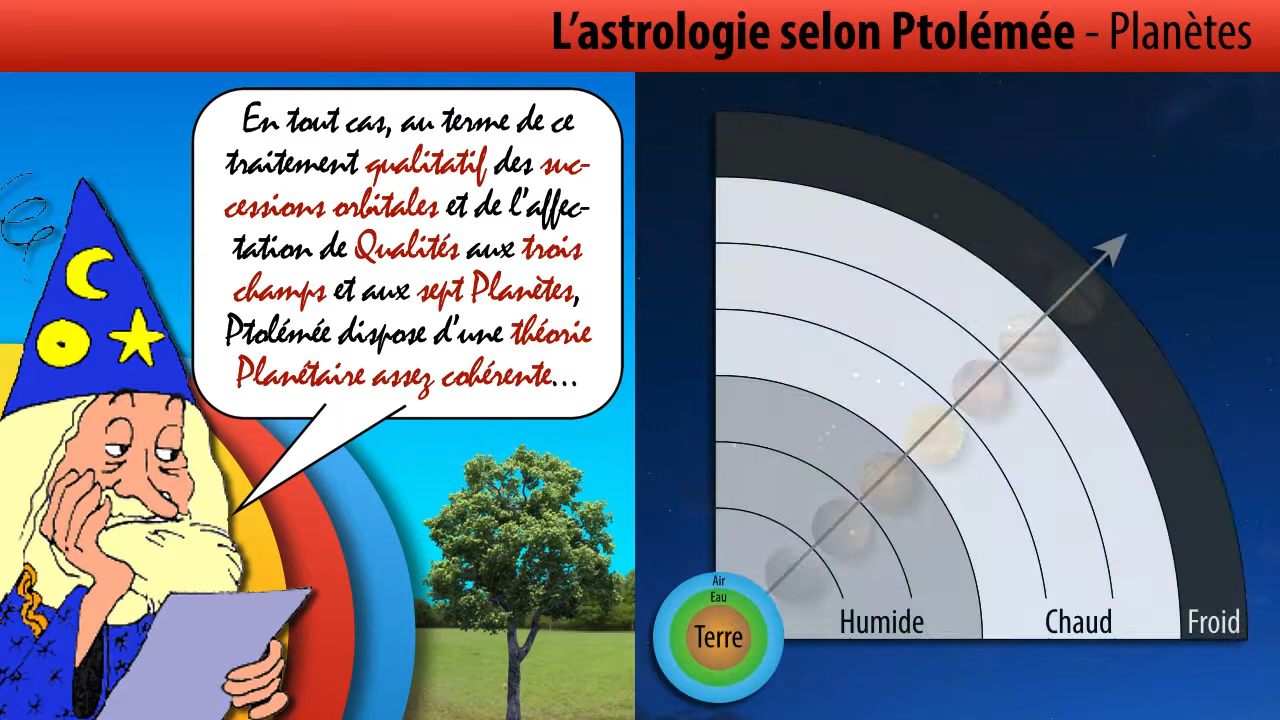 L’astrologie selon Ptolémée - Planètes
En tout cas, au terme de ce
traitement qualitatif des suc-
cessions orbitales et de l’affec-
tation de Qualités aux trois
champs et aux sept Planètes,
Ptolémée dispose d’une théorie
Planétaire assez cohérente...
Air
Eau
Terre
Humide
Chaud
Froid